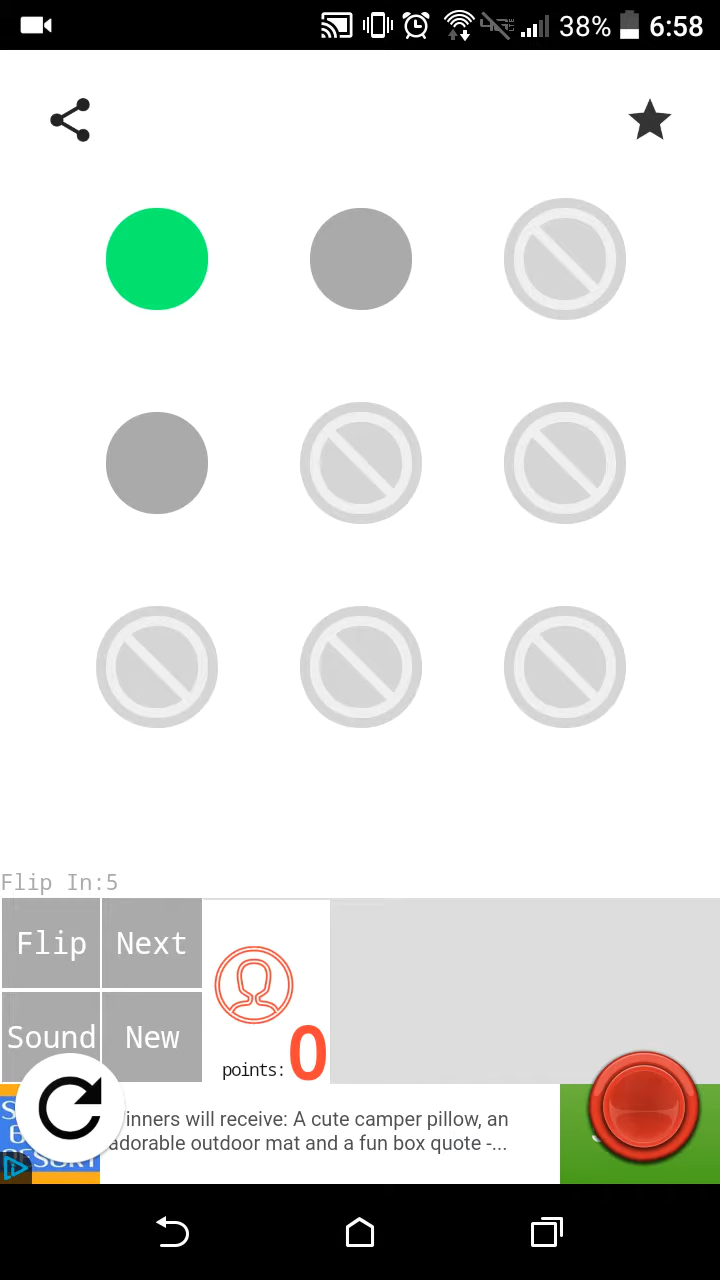 38% 6:58
Flip In:5
Flip Next
Sound New
points: 0
inners will receive: A cute camper pillow, an
adorable outdoor mat and a fun box quote -...